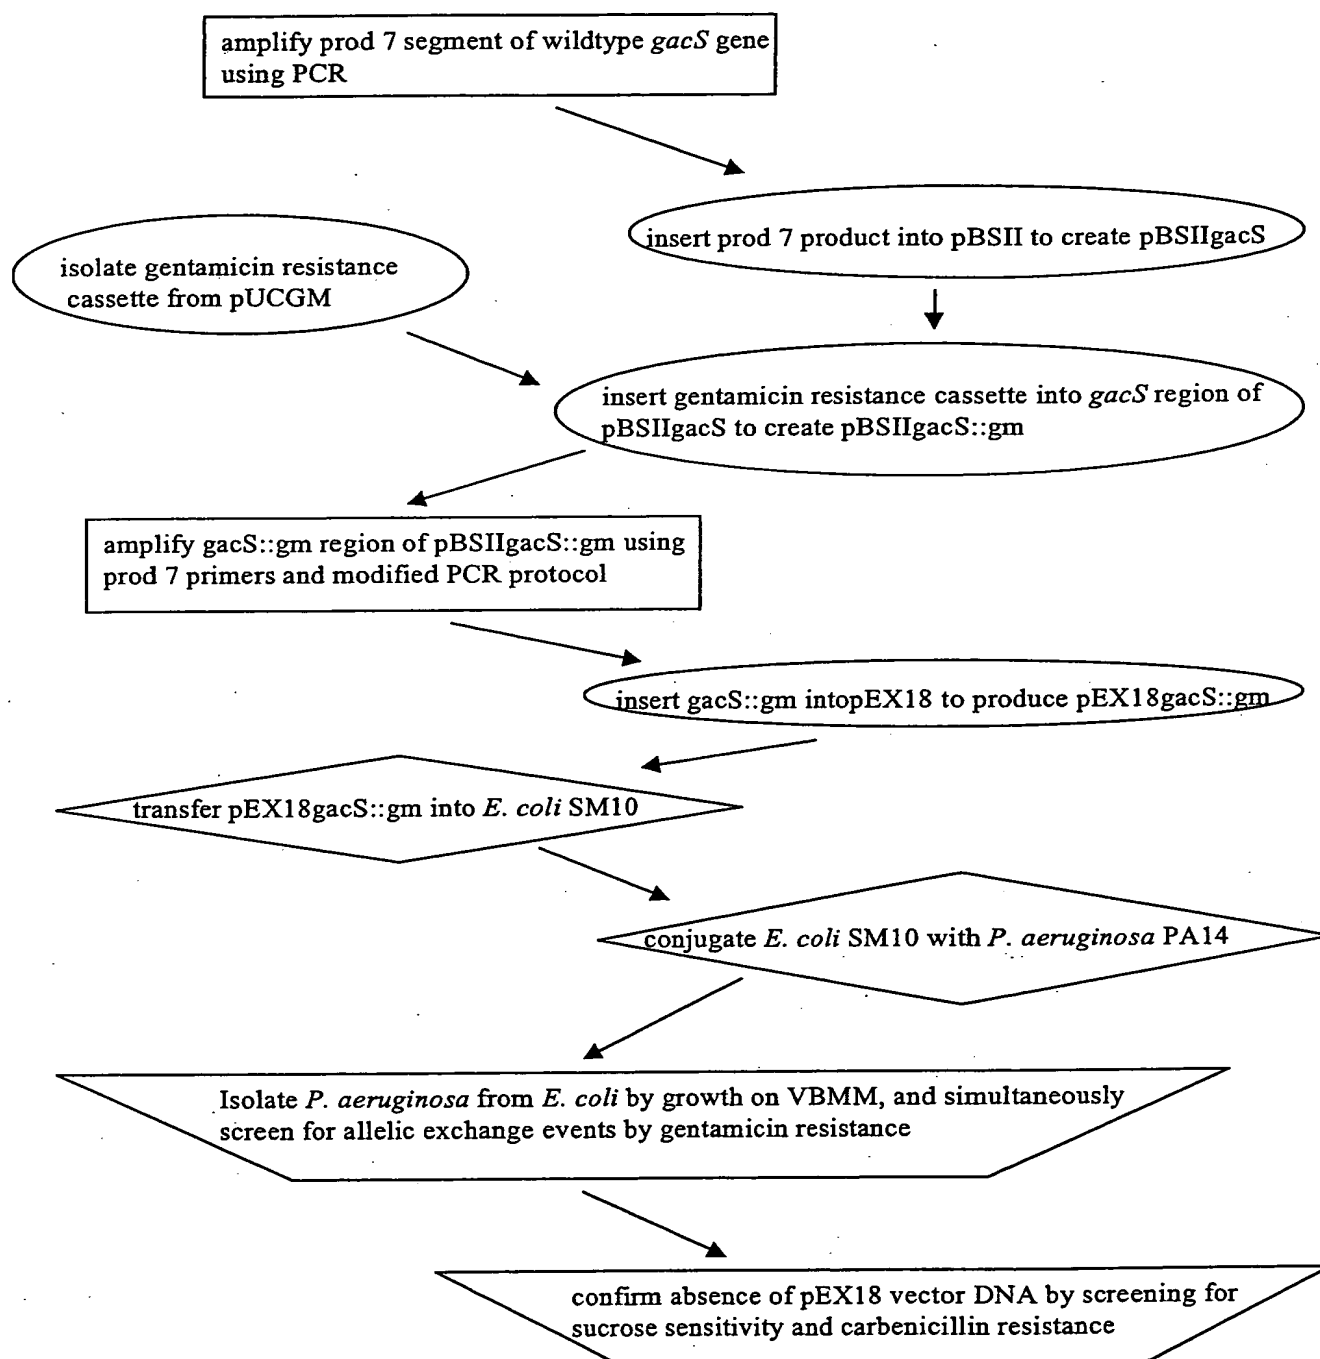 amplify prod 7 segment of wildtype gacS gene
using PCR
insert prod 7 product into pBSII to create pBSIIgacS
isolate gentamicin resistance
cassette from pUCGM
insert gentamicin resistance cassette into gacS region of
pBSIIgacS to create pBSIIgacS::gm
amplify gacS::gm region of pBSIIgacS::gm using
prod 7 primers and modified PCR protocol
insert gacS::gm intopEX18 to produce pEX18gacS::gm
transfer pEX18gacS::gm into E. coli SM10
conjugate E. coli SM10 with P. aeruginosa PA14
Isolate P. aeruginosa from E. coli by growth on VBMM, and simultaneously
screen for allelic exchange events by gentamicin resistance
confirm absence of pEX18 vector DNA by screening for
sucrose sensitivity and carbenicillin resistance